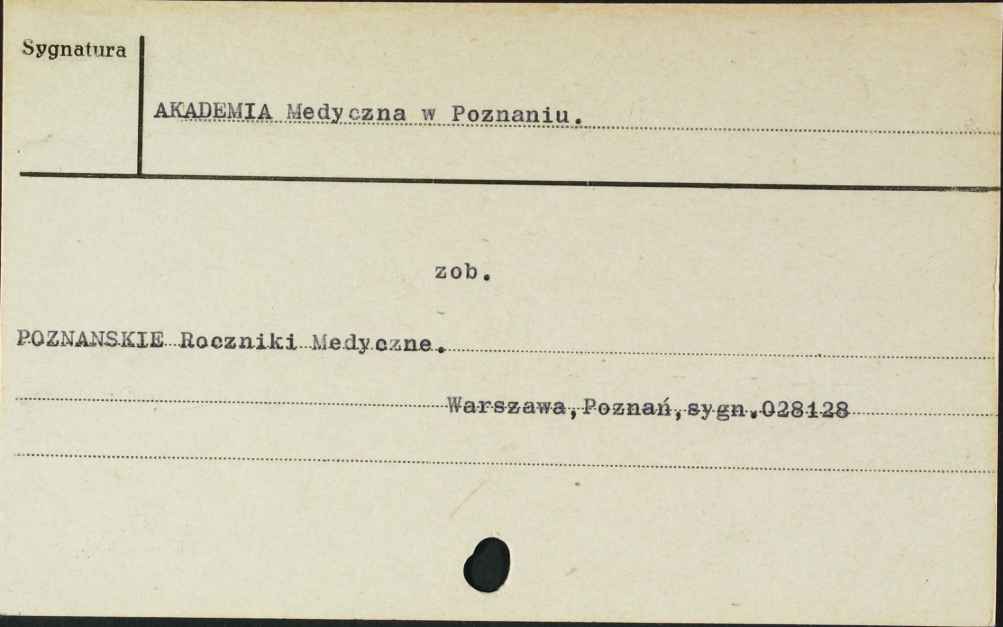 Sygnatura
AKADEMIA Medyczna w Poznaniu.
zob.
POZNANSKIE Roczniki Medyczne.
Warszawa,Poznań,sygn.028128